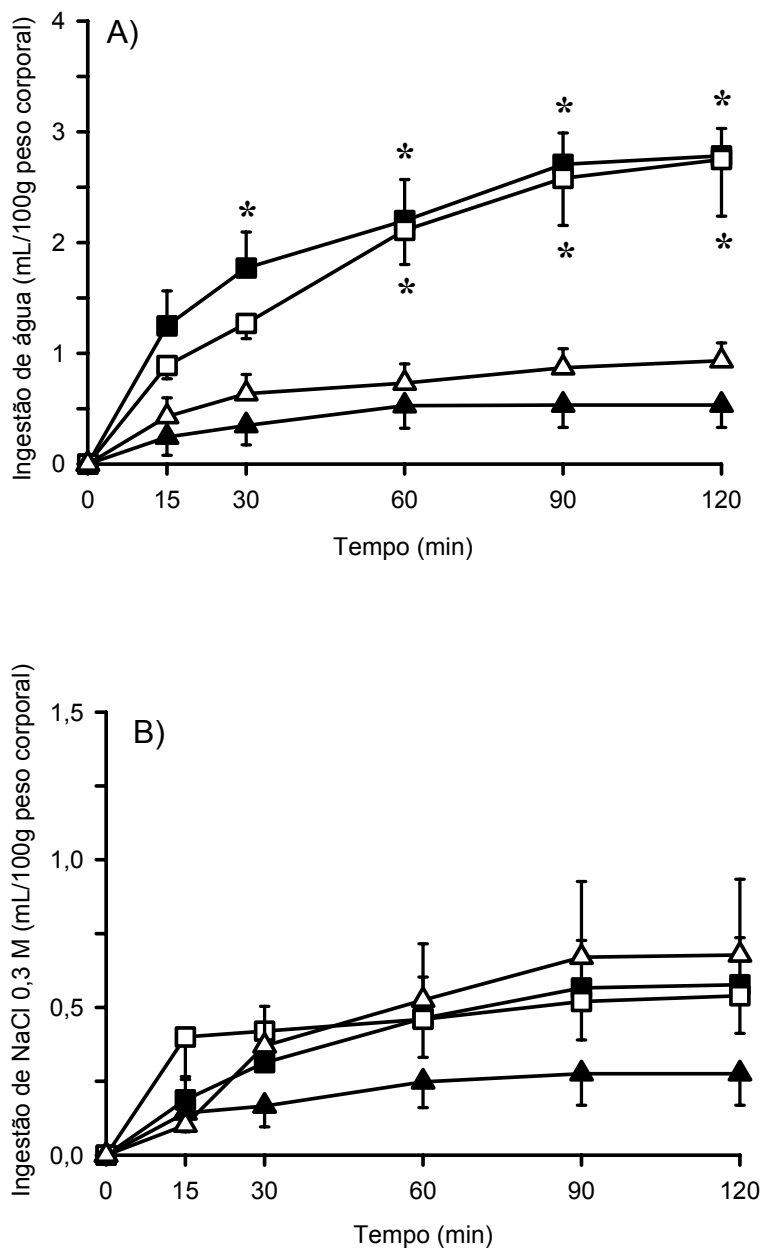 A)
Ingestão de água (mL/100g peso corporal)
4
3
2
1
0
* * * *
* * *
0 15 30 60 90 120
Tempo (min)
B)
Ingestão de NaCl 0,3 M (mL/100g peso corporal)
1,5
1,0
0,5
0,0
0 15 30 60 90 120
Tempo (min)